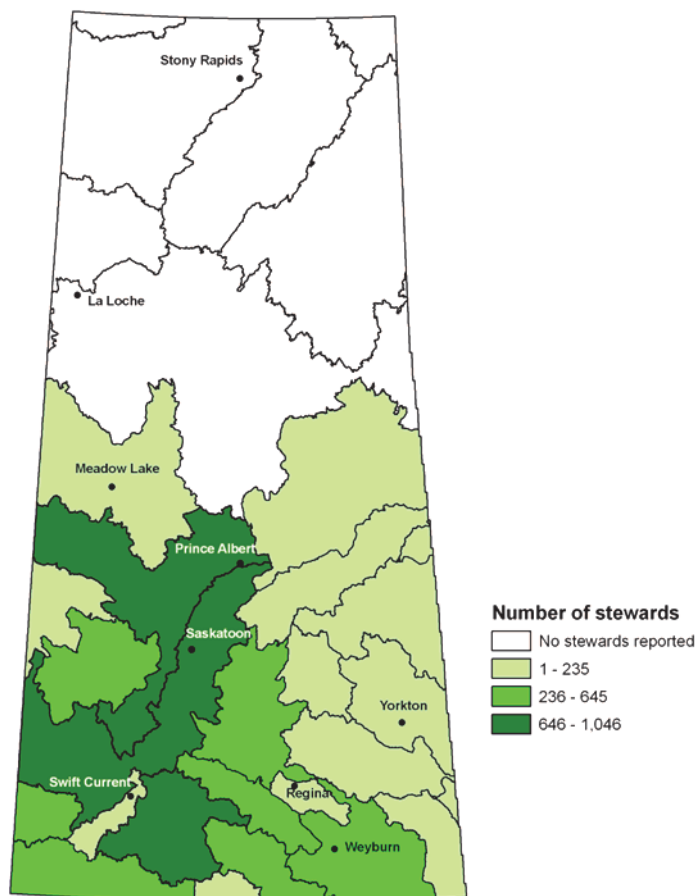 Stony Rapids
La Loche
Meadow Lake
Prince Albert
Saskatoon
Yorkton
Swift Current
Regina
Weyburn
Number of stewards
No stewards reported
1 - 235
236 - 645
646 - 1,046